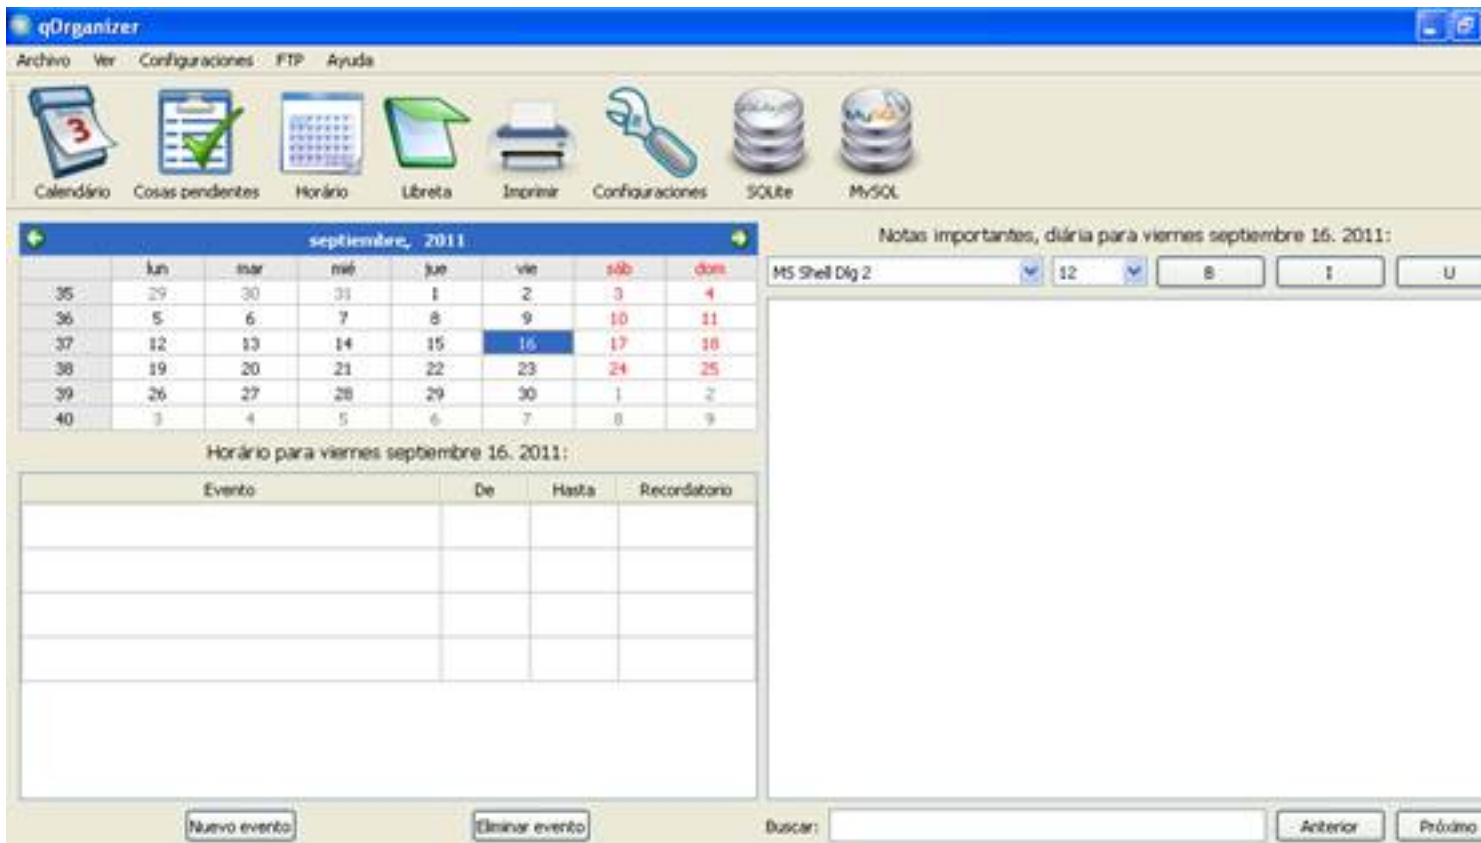 qOrganizer
Archivo Ver Configuraciones FTP Ayuda
3
Calendário Cosas pendentes Horário Libreta Imprimir Configuraciones SQLite MySQL
MySQL
septiembre, 2011
lun mar mié jue vie sáb dom
35 29 30 31 1 2 3 4
36 5 6 7 8 9 10 11
37 12 13 14 15 16 17 18
38 19 20 21 22 23 24 25
39 26 27 28 29 30 1 2
40 3 4 5 6 7 8 9
Horário para viernes septiembre 16. 2011:
Evento De Hasta Recordatorio
Nuevo evento Eliminar evento
Notas importantes, diária para viernes septiembre 16. 2011:
MS Shell Dlg 2 12 B I U
Buscar: Anterior Próximo